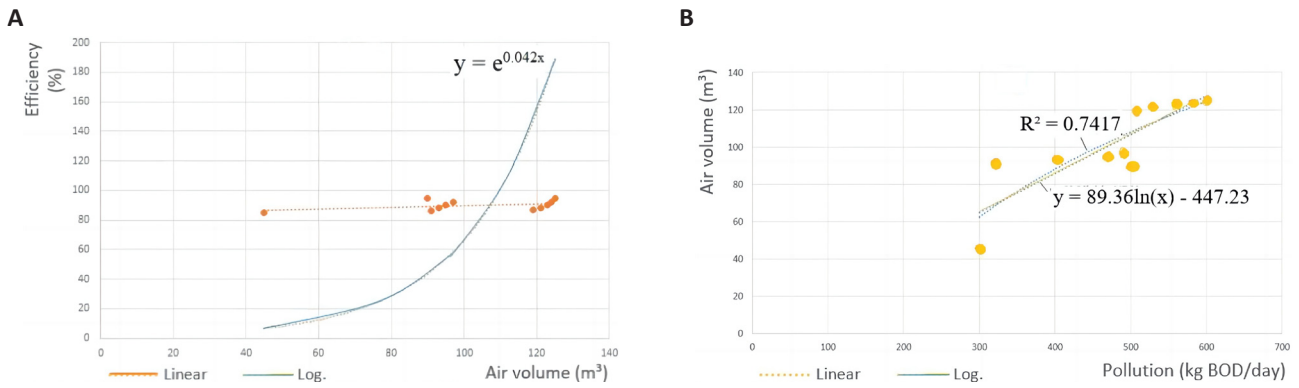 A
Efficiency
(%)
200
180
160
140
120
100
80
60
40
20
0
y = e^0.042x
0 20 40 60 80 100 120 140
Linear Log. Air volume (m³)
B
Air volume (m³)
140
120
100
80
60
40
20
0
R² = 0.7417
y = 89.36ln(x) - 447.23
0 100 200 300 400 500 600 700
Linear Log. Pollution (kg BOD/day)